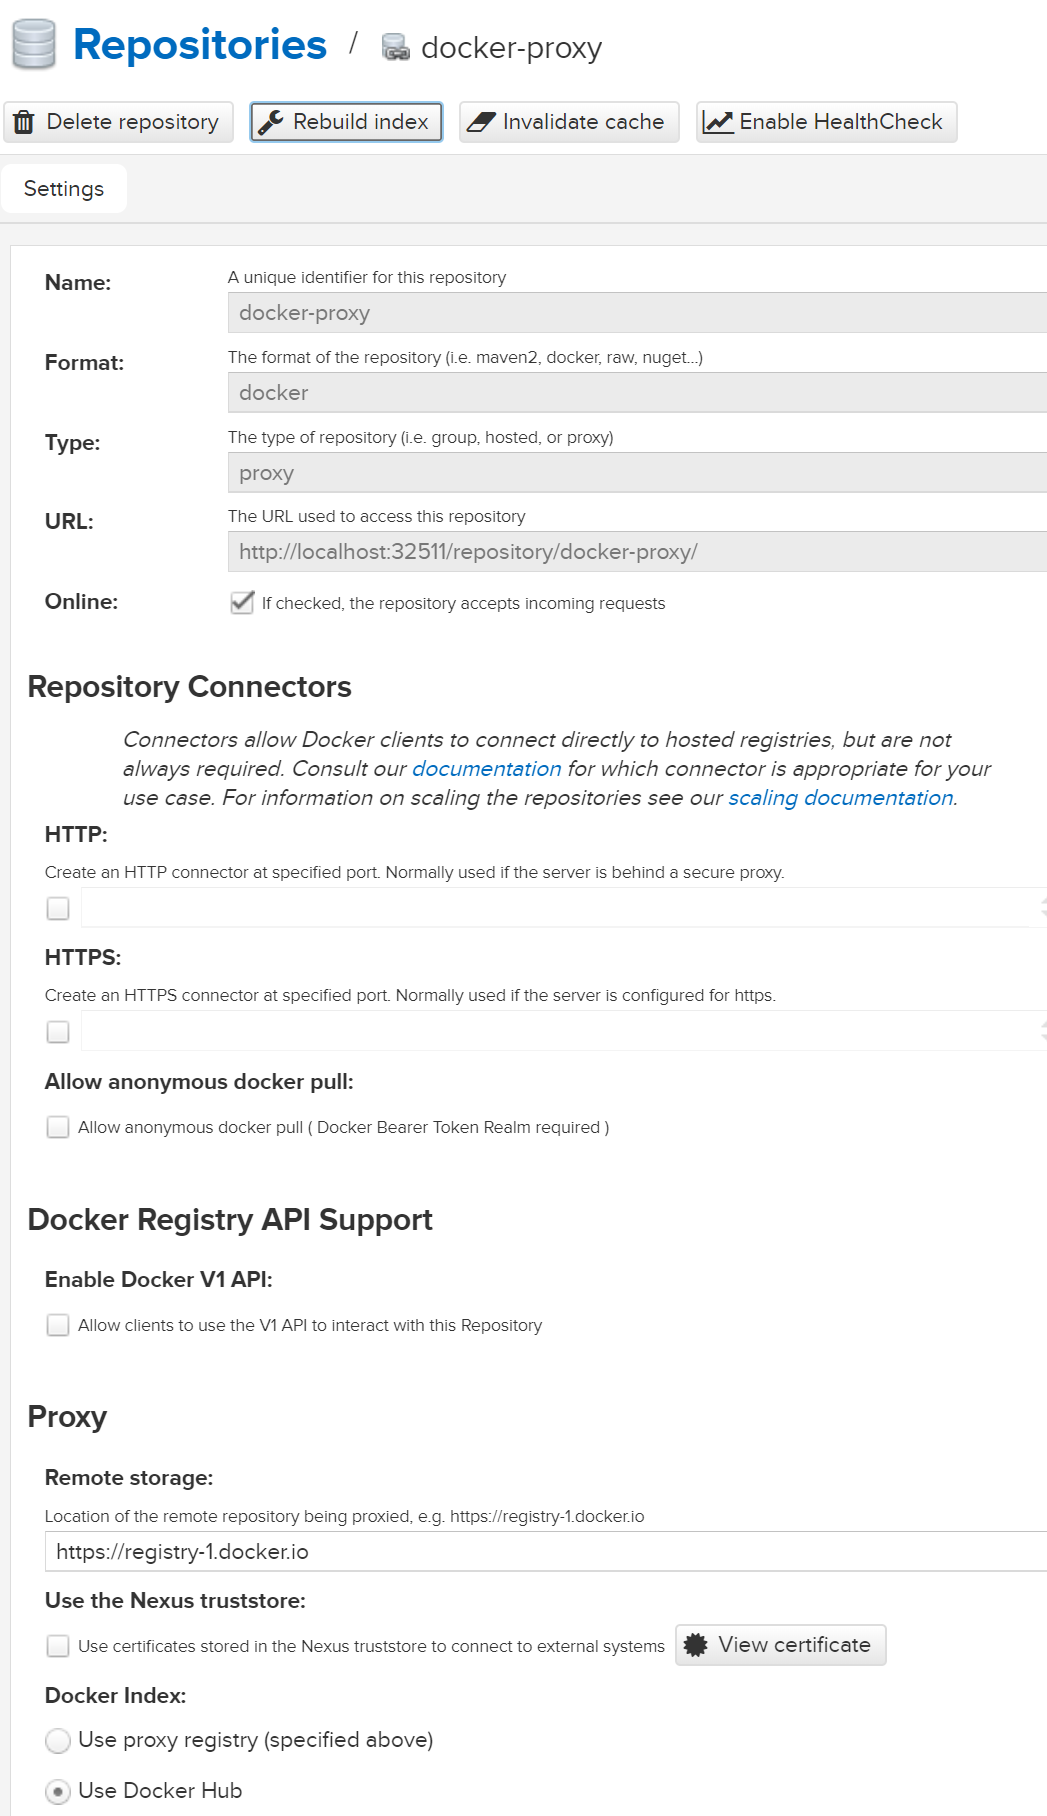 Repositories / docker-proxy
Delete repository Rebuild index Invalidate cache Enable HealthCheck
Settings
Name: A unique identifier for this repository
docker-proxy
Format: The format of the repository (i.e. maven2, docker, raw, nuget...)
docker
Type: The type of repository (i.e. group, hosted, or proxy)
proxy
URL: The URL used to access this repository
http://localhost:32511/repository/docker-proxy/
Online: If checked, the repository accepts incoming requests
Repository Connectors
Connectors allow Docker clients to connect directly to hosted registries, but are not
always required. Consult our documentation for which connector is appropriate for your
use case. For information on scaling the repositories see our scaling documentation.
HTTP:
Create an HTTP connector at specified port. Normally used if the server is behind a secure proxy.
HTTPS:
Create an HTTPS connector at specified port. Normally used if the server is configured for https.
Allow anonymous docker pull:
Allow anonymous docker pull ( Docker Bearer Token Realm required )
Docker Registry API Support
Enable Docker V1 API:
Allow clients to use the V1 API to interact with this Repository
Proxy
Remote storage:
Location of the remote repository being proxied, e.g. https://registry-1.docker.io
https://registry-1.docker.io
Use the Nexus truststore:
Use certificates stored in the Nexus truststore to connect to external systems View certificate
Docker Index:
Use proxy registry (specified above)
Use Docker Hub